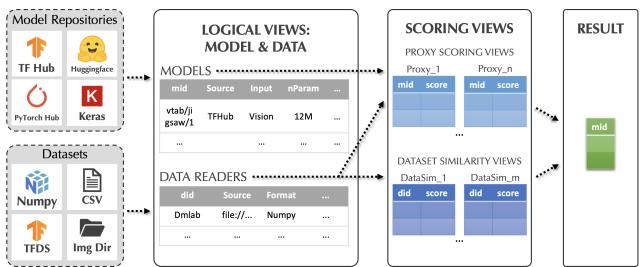 Model Repositories
TF Hub
Huggingface
PyTorch Hub
K
Keras
Datasets
Numpy
CSV
TFDS
Img Dir
LOGICAL VIEWS:
MODEL & DATA
MODELS
mid Source Input nParam ...
vtab/ji
gsaw/1 TFHub Vision 12M ...
... ... ...
DATA READERS
did Source Format ...
Dmlab file://... Numpy ...
... ... ...
SCORING VIEWS
PROXY SCORING VIEWS
Proxy_1 Proxy_n
mid score mid score
...
DATASET SIMILARITY VIEWS
DataSim_1 DataSim_m
did score did score
...
RESULT
mid